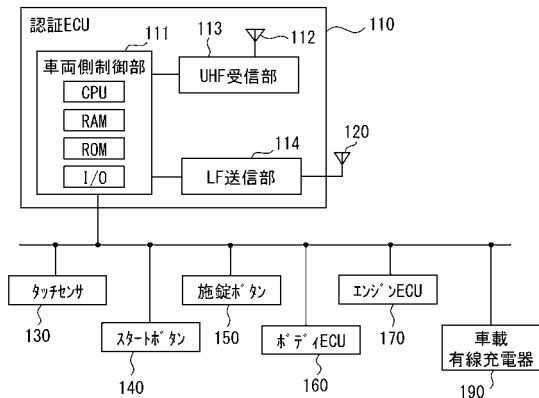 認証ECU
110
111
車両側制御部
CPU
RAM
ROM
I/O
113
112
UHF受信部
114
LF送信部
120
ﾀｯﾁｾﾝｻ
130
ｽﾀｰﾄﾎﾞﾀﾝ
140
施錠ﾎﾞﾀﾝ
150
ﾎﾞﾃﾞｨECU
160
ｴﾝｼﾞﾝECU
170
車載
有線充電器
190